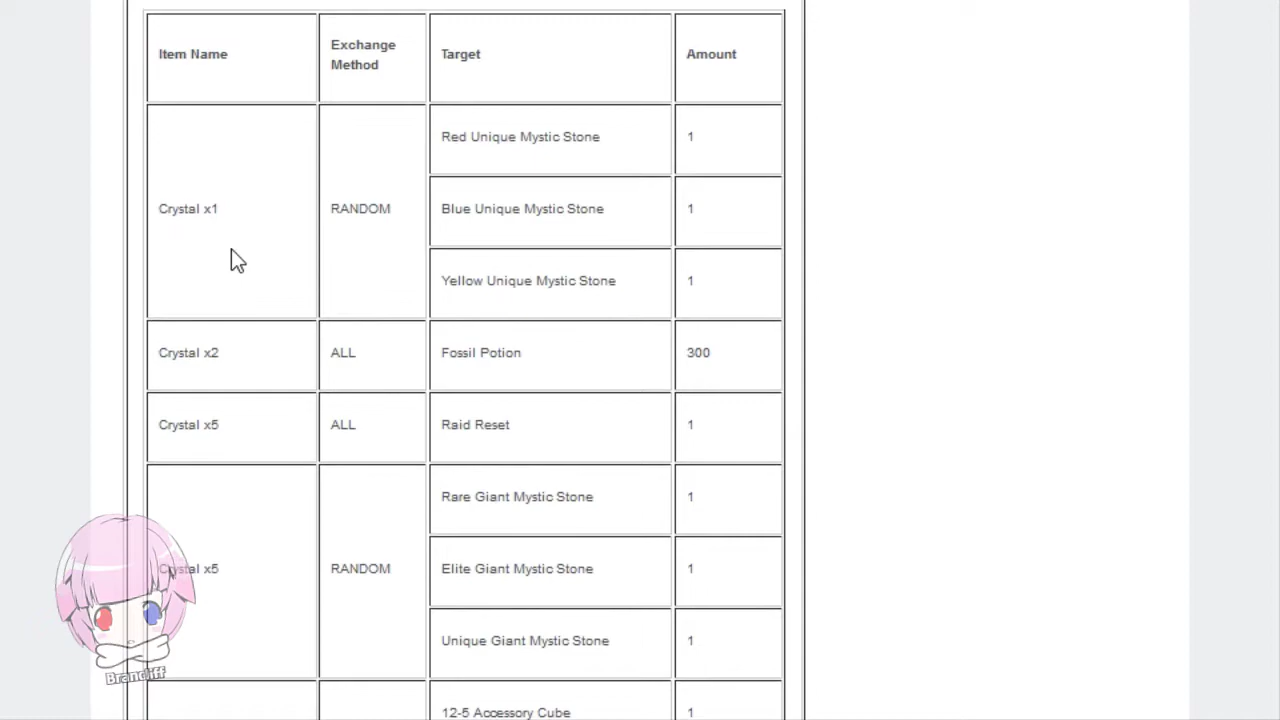 Item Name
Exchange
Method
Target
Amount
Crystal x1
RANDOM
Red Unique Mystic Stone
1
Blue Unique Mystic Stone
1
Yellow Unique Mystic Stone
1
Crystal x2
ALL
Fossil Potion
300
Crystal x5
ALL
Raid Reset
1
Crystal x5
RANDOM
Rare Giant Mystic Stone
1
Elite Giant Mystic Stone
1
Unique Giant Mystic Stone
1
12-5 Accessory Cube
1
Brancliff